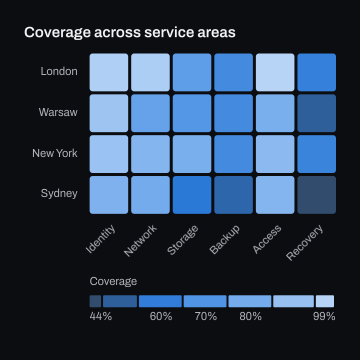 Coverage across service areas
London
Warsaw
New York
Sydney
Identity Network Storage Backup Access Recovery
Coverage
44% 60% 70% 80% 99%